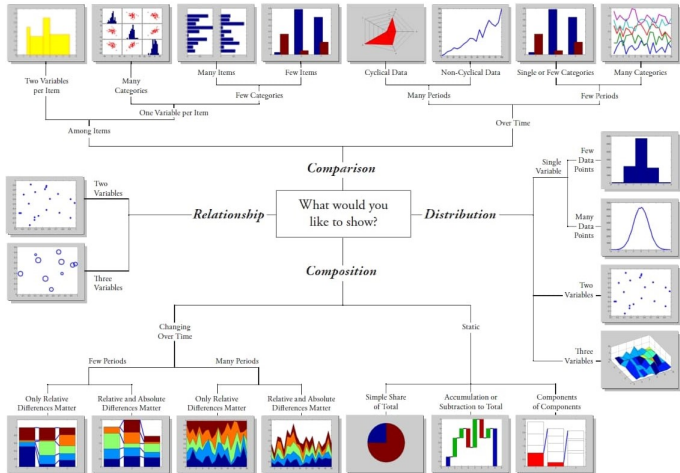 Two Variables
per Item
Many
Categories
Many Items
Few Items
Cyclical Data
Non-Cyclical Data
Single or Few Categories
Many Categories
One Variable per Item
Few Categories
Many Periods
Few Periods
Among Items
Over Time
Comparison
What would you
like to show?
Relationship
Two
Variables
Three
Variables
Distribution
Single
Variable
Few
Data
Points
Many
Data
Points
Two
Variables
Three
Variables
Composition
Changing
Over Time
Static
Few Periods
Many Periods
Only Relative
Differences Matter
Relative and Absolute
Differences Matter
Only Relative
Differences Matter
Relative and Absolute
Differences Matter
Simple Share
of Total
Accumulation or
Subtraction to Total
Components
of Components